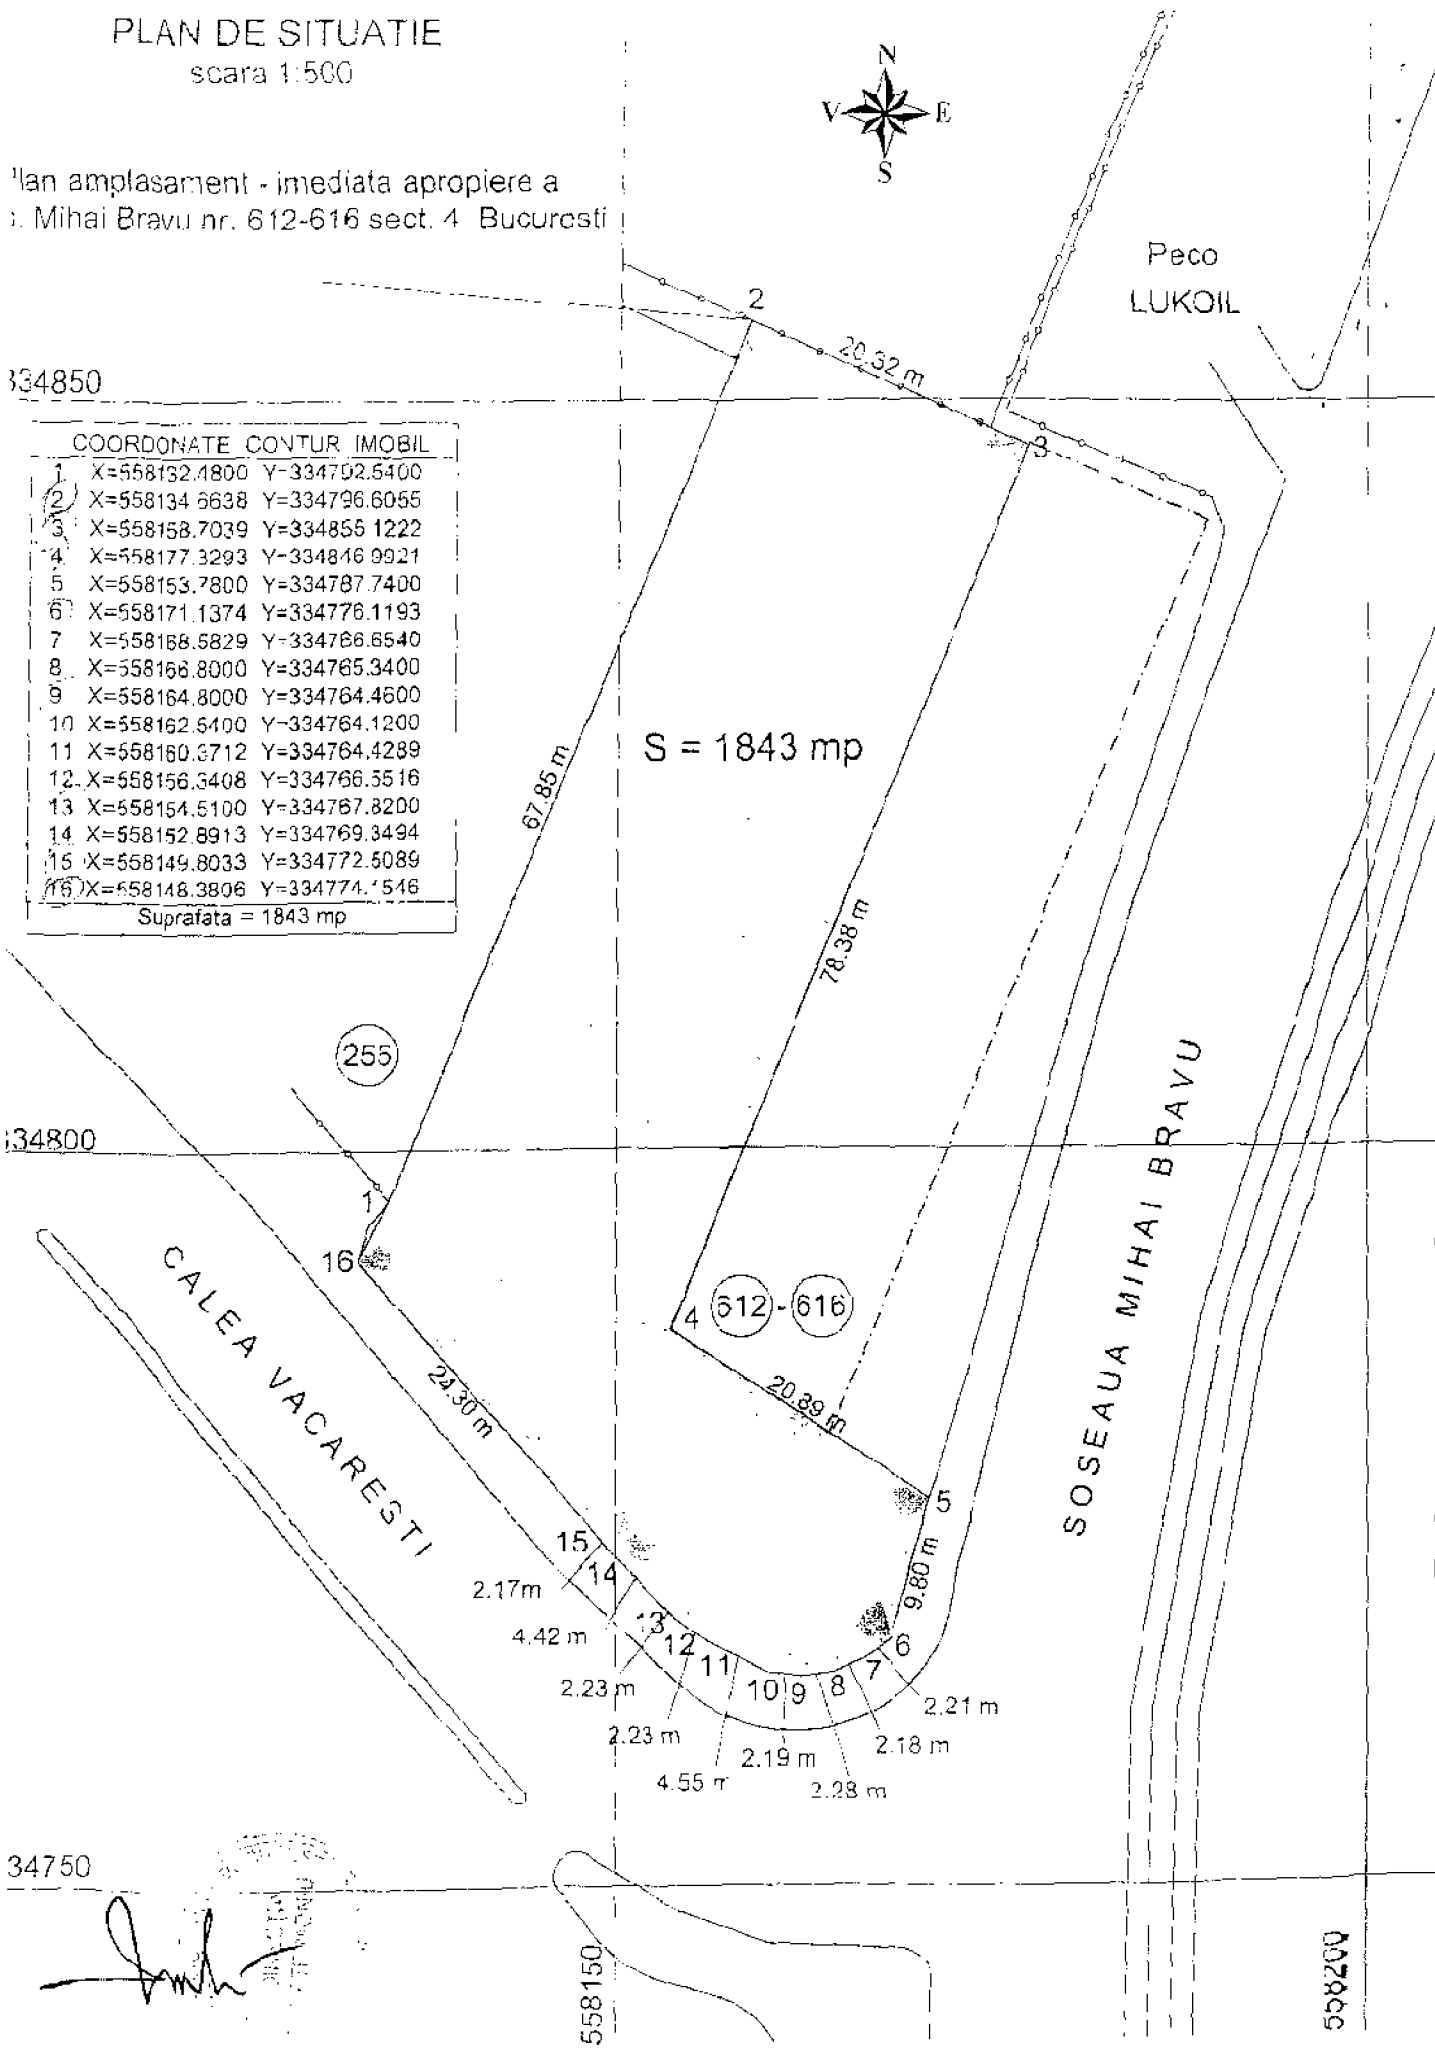 PLAN DE SITUATIE
scara 1:500
N
V E
S
lan amplasament - imediata apropiere a
Mihai Bravu nr. 612-616 sect. 4 Bucuresti
Peco
LUKOIL
2
20.32 m
3
334850
COORDONATE CONTUR IMOBIL
1 X=558132.4800 Y=334792.5400
2 X=558134.6638 Y=334796.6055
3 X=558158.7039 Y=334855.1222
4 X=558177.3293 Y=334846.9921
5 X=558153.7800 Y=334787.7400
6 X=558171.1374 Y=334776.1193
7 X=558168.5829 Y=334766.6540
8 X=558166.8000 Y=334765.3400
9 X=558164.8000 Y=334764.4600
10 X=558162.5400 Y=334764.1200
11 X=558160.3712 Y=334764.4289
12 X=558156.3408 Y=334766.5516
13 X=558154.5100 Y=334767.8200
14 X=558152.8913 Y=334769.3494
15 X=558149.8033 Y=334772.5089
16 X=558148.3806 Y=334774.1546
Suprafata = 1843 mp
S = 1843 mp
67.85 m
78.38 m
255
34800
1
16
612 - 616
4
CALEA VACARESTI
SOSEAUA MIHAI BRAVU
24.30 m
20.89 m
5
9.80 m
15
14
13
12
11
10
9
8
7
6
2.17m
4.42 m
2.23 m
2.23 m
4.55
2.19 m
2.28 m
2.18 m
2.21 m
34750
558150
558200